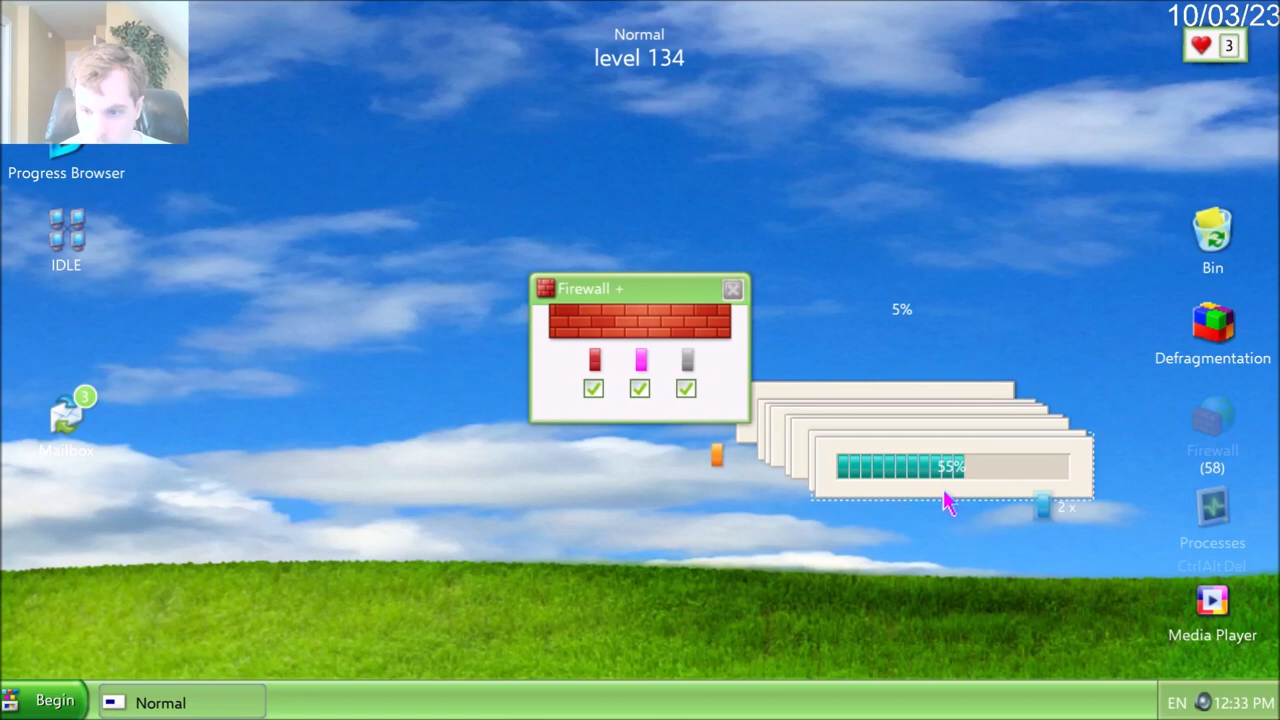 10/03/23
Normal
level 134
3
Progress Browser
IDLE
Bin
Firewall +
5%
Defragmentation
3
Mailbox
Firewall
(58)
55%
2 x
Processes
Ctrl Alt Del
Media Player
Begin
Normal
EN
12:33 PM